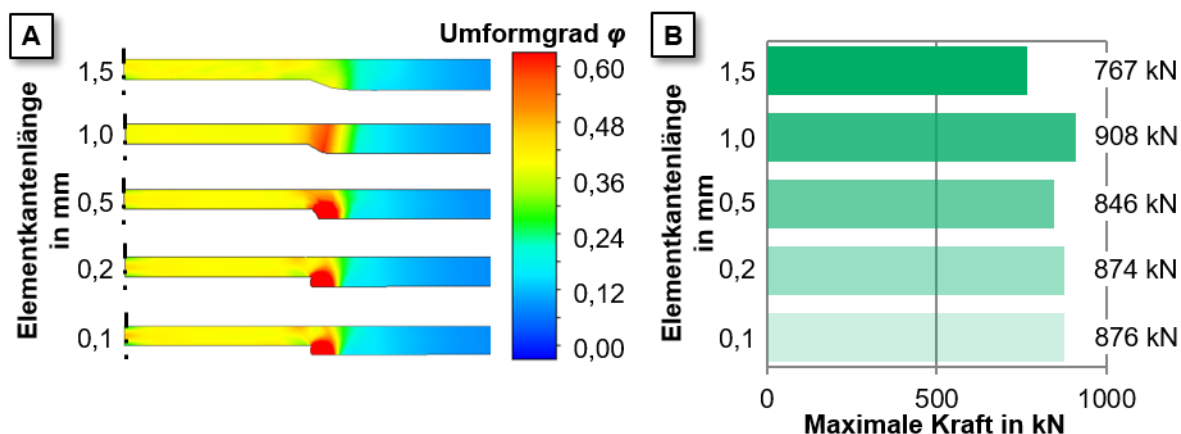 A
Umformgrad φ
Elementkantenlänge
in mm
1,5
1,0
0,5
0,2
0,1
0,60
0,48
0,36
0,24
0,12
0,00
B
Elementkantenlänge
in mm
1,5
1,0
0,5
0,2
0,1
767 kN
908 kN
846 kN
874 kN
876 kN
0
500
1000
Maximale Kraft in kN